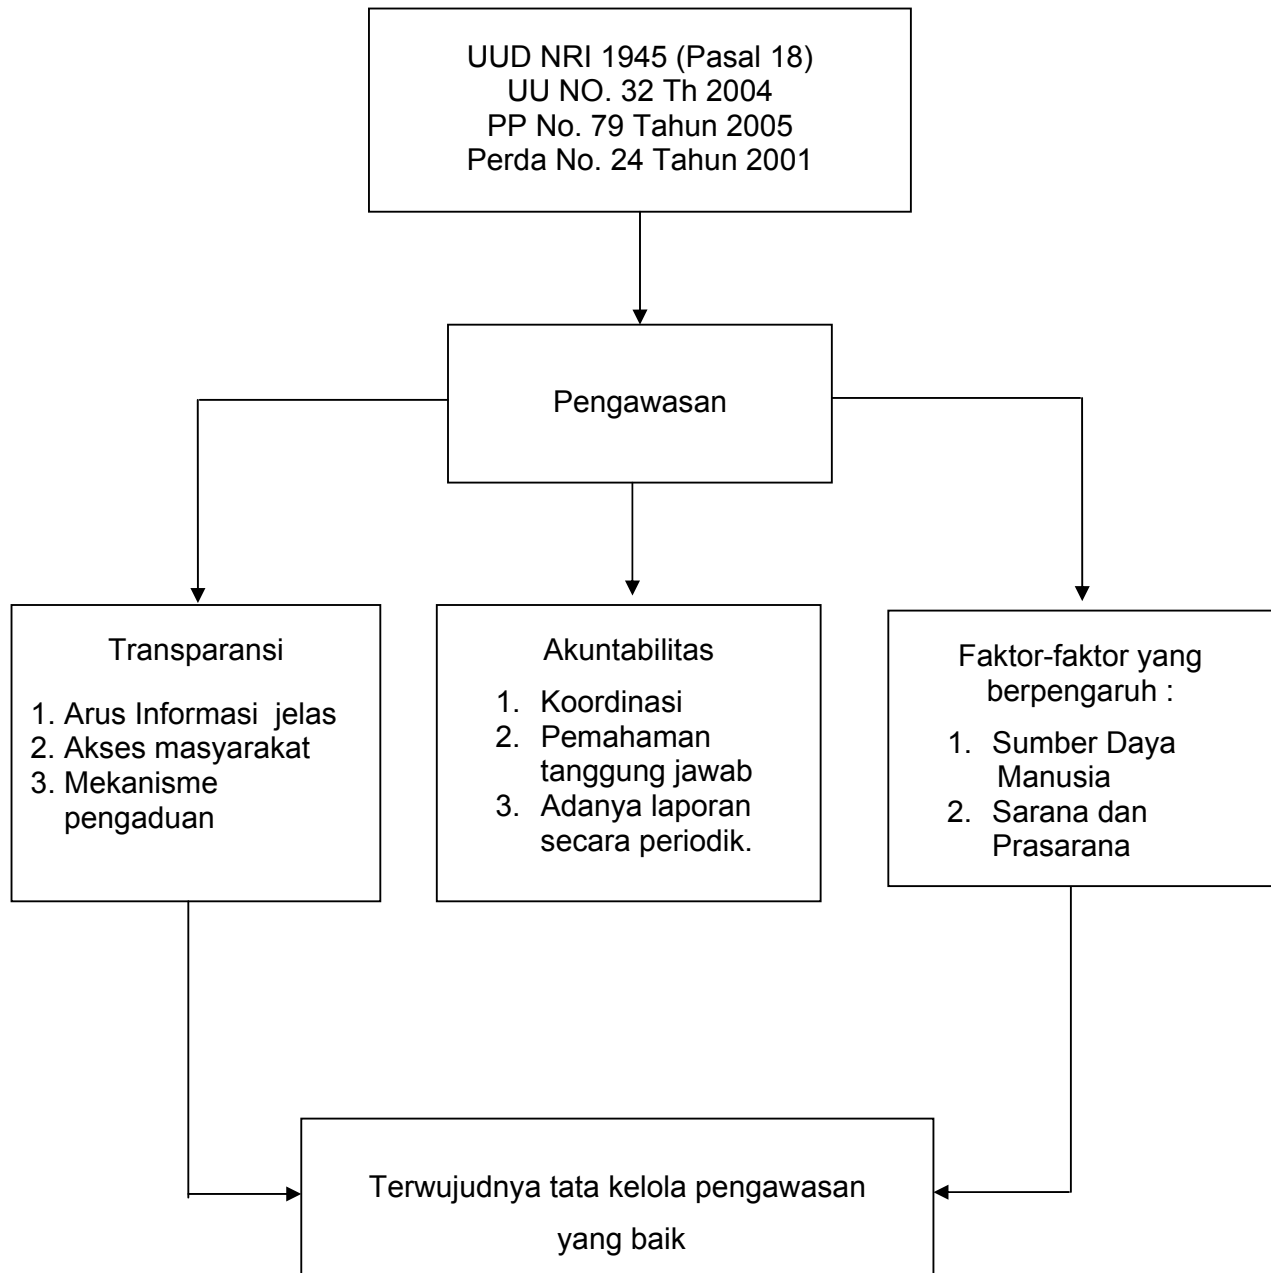 UUD NRI 1945 (Pasal 18)
UU NO. 32 Th 2004
PP No. 79 Tahun 2005
Perda No. 24 Tahun 2001
Pengawasan
Transparansi
1. Arus Informasi jelas
2. Akses masyarakat
3. Mekanisme
pengaduan
Akuntabilitas
1. Koordinasi
2. Pemahaman
tanggung jawab
3. Adanya laporan
secara periodik.
Faktor-faktor yang
berpengaruh :
1. Sumber Daya
Manusia
2. Sarana dan
Prasarana
Terwujudnya tata kelola pengawasan
yang baik